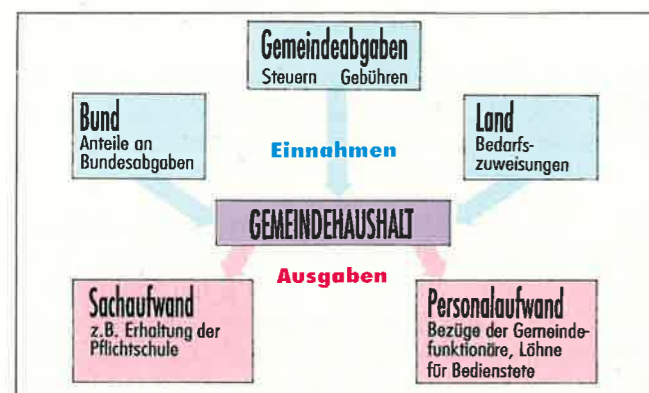 Gemeindeabgaben
Steuern Gebühren
Bund
Anteile an
Bundesabgaben
Einnahmen
Land
Bedarfs-
zuweisungen
GEMEINDEHAUSHALT
Ausgaben
Sachaufwand
z.B. Erhaltung der
Pflichtschule
Personalaufwand
Bezüge der Gemeinde-
funktionäre, Löhne
für Bedienstete